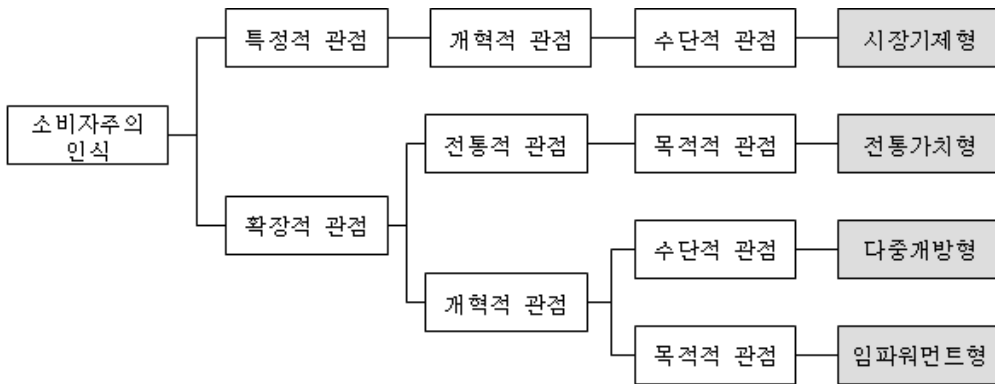 특정적 관점
개혁적 관점
수단적 관점
시장기제형
소비자주의
인식
전통적 관점
목적적 관점
전통가치형
확장적 관점
수단적 관점
다중개방형
개혁적 관점
목적적 관점
임파워먼트형